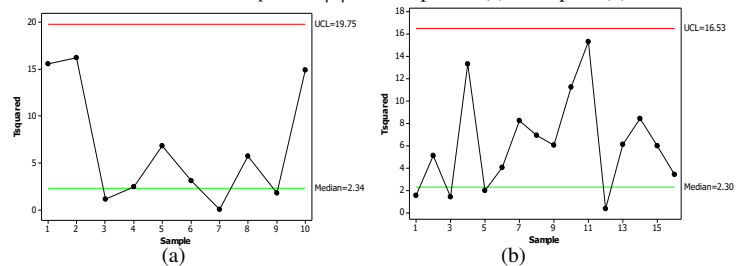 20
15
10
5
0
Tsquared
UCL=19.75
Median=2.34
1 2 3 4 5 6 7 8 9 10
Sample
(a)
18
16
14
12
10
8
6
4
2
0
Tsquared
UCL=16.53
Median=2.30
1 3 5 7 9 11 13 15
Sample
(b)